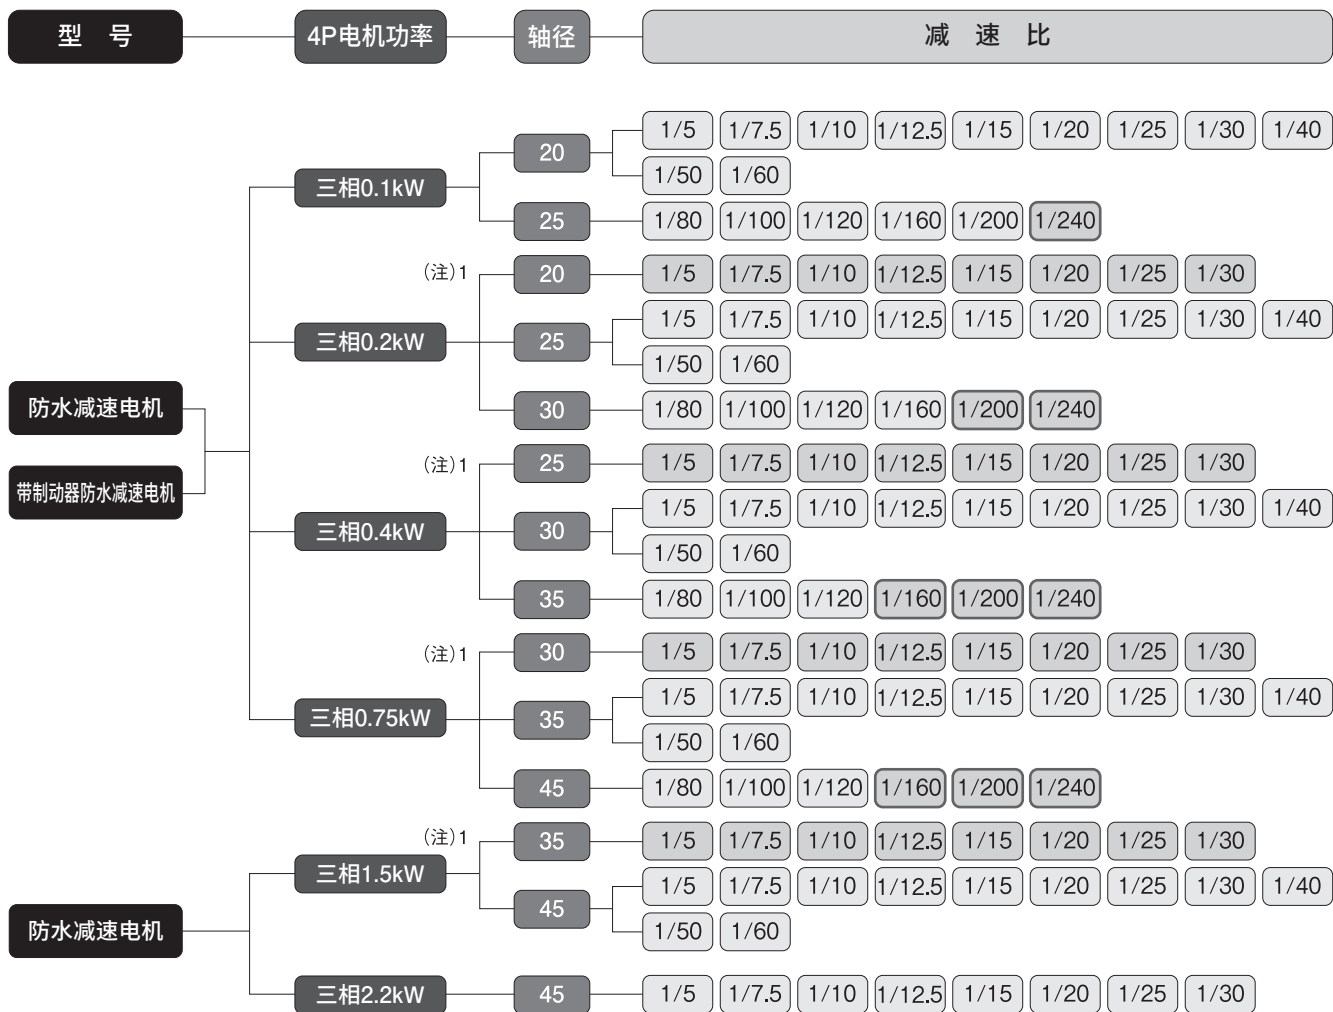 型 号 4P电机功率 轴径 减 速 比
1/5 1/7.5 1/10 1/12.5 1/15 1/20 1/25 1/30 1/40
20
1/50 1/60
三相0.1kW
25 1/80 1/100 1/120 1/160 1/200 1/240
(注)1 20 1/5 1/7.5 1/10 1/12.5 1/15 1/20 1/25 1/30
1/5 1/7.5 1/10 1/12.5 1/15 1/20 1/25 1/30 1/40
三相0.2kW 25
1/50 1/60
30 1/80 1/100 1/120 1/160 1/200 1/240
防水减速电机
(注)1 25 1/5 1/7.5 1/10 1/12.5 1/15 1/20 1/25 1/30
带制动器防水减速电机
1/5 1/7.5 1/10 1/12.5 1/15 1/20 1/25 1/30 1/40
三相0.4kW 30
1/50 1/60
35 1/80 1/100 1/120 1/160 1/200 1/240
(注)1 30 1/5 1/7.5 1/10 1/12.5 1/15 1/20 1/25 1/30
1/5 1/7.5 1/10 1/12.5 1/15 1/20 1/25 1/30 1/40
三相0.75kW 35
1/50 1/60
45 1/80 1/100 1/120 1/160 1/200 1/240
(注)1 35 1/5 1/7.5 1/10 1/12.5 1/15 1/20 1/25 1/30
三相1.5kW
1/5 1/7.5 1/10 1/12.5 1/15 1/20 1/25 1/30 1/40
45
1/50 1/60
防水减速电机
三相2.2kW 45 1/5 1/7.5 1/10 1/12.5 1/15 1/20 1/25 1/30